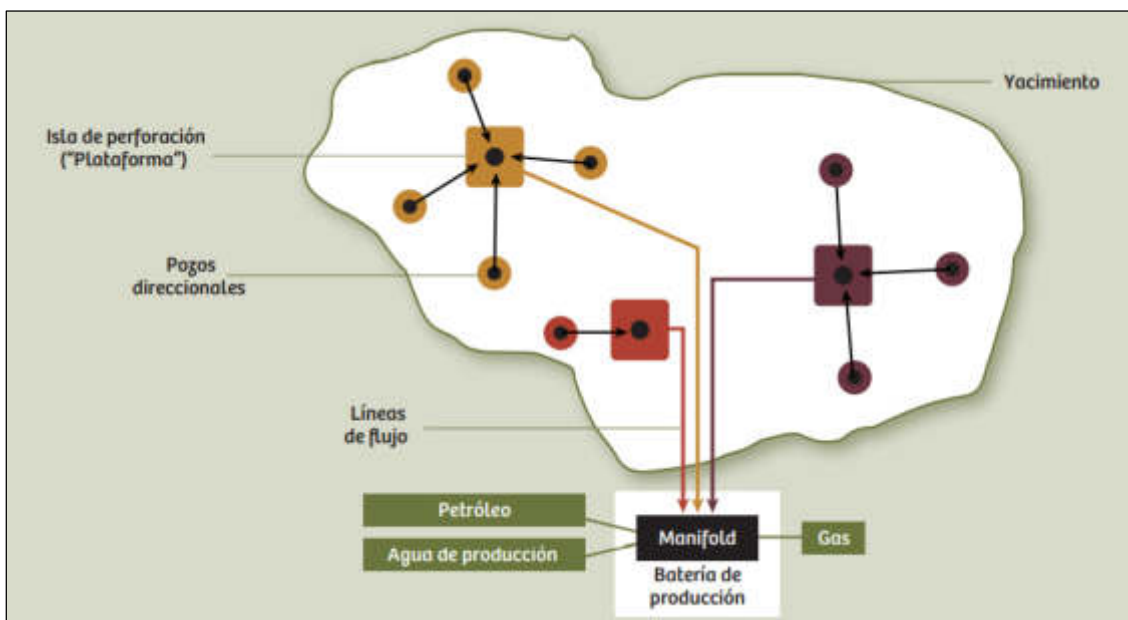 Yacimiento
Isla de perforación
("Plataforma")
Pozos
direccionales
Líneas
de flujo
Petróleo
Manifold
Gas
Agua de producción
Batería de
producción